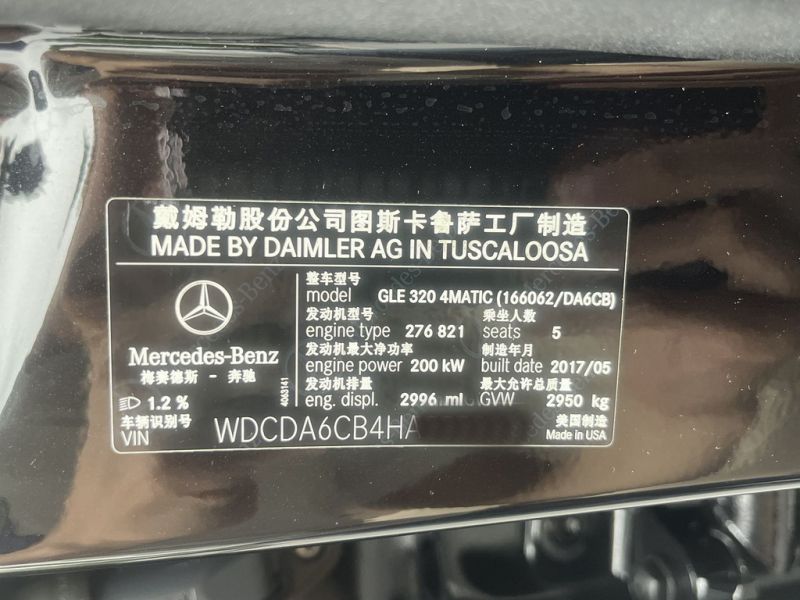 戴姆勒股份公司图斯卡鲁萨工厂制造
MADE BY DAIMLER AG IN TUSCALOOSA
整车型号
model GLE 320 4MATIC (166062/DA6CB)
发动机型号 乘坐人数
engine type 276 821 seats 5
发动机最大净功率 制造年月
engine power 200 kW built date 2017/05
发动机排量 最大允许总质量
eng. displ. 2996 ml GVW 2950 kg
Mercedes-Benz
梅赛德斯 - 奔驰
4063141
1.2 %
车辆识别号
VIN WDCDA6CB4HA
美国制造
Made in USA